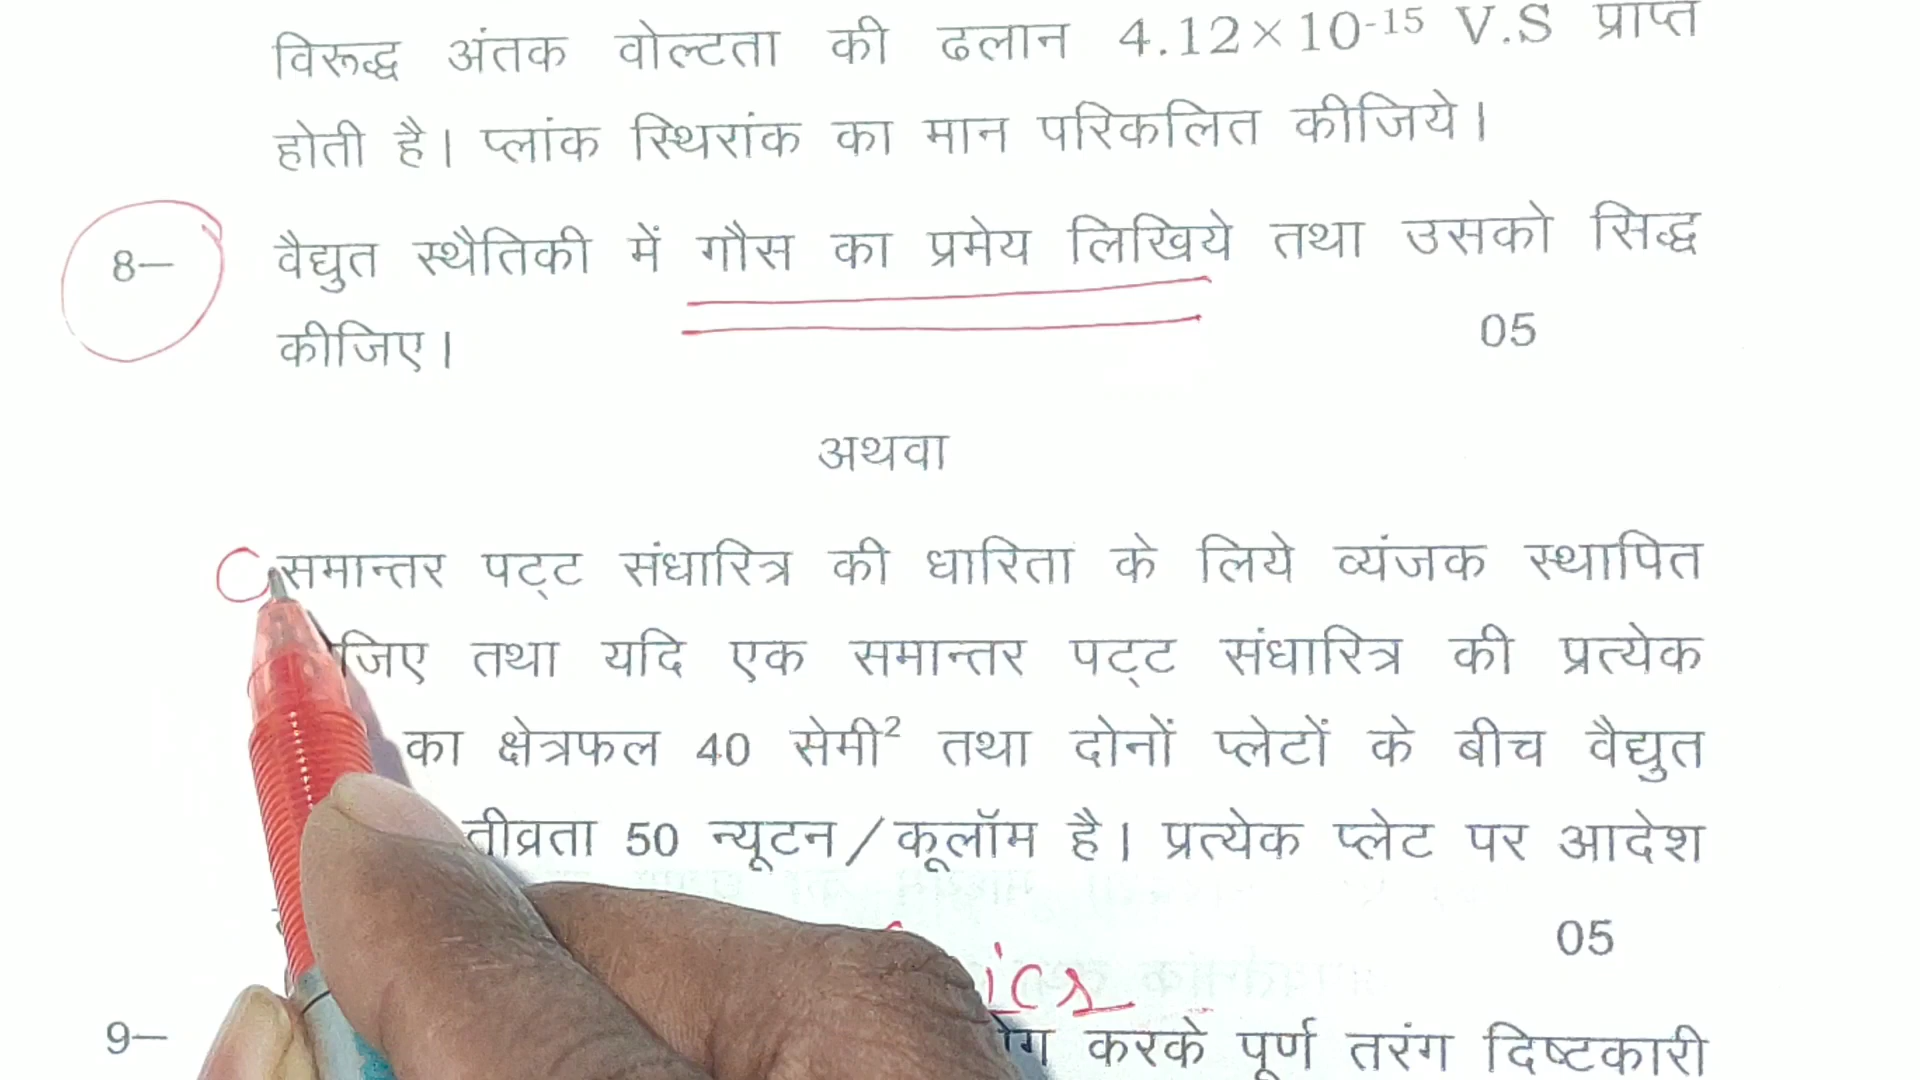 विरूद्ध अंतक वोल्टता की ढलान 4.12×10⁻¹⁵ V.S प्राप्त
होती है। प्लांक स्थिरांक का मान परिकलित कीजिये।
8— वैद्युत स्थैतिकी में गौस का प्रमेय लिखिये तथा उसको सिद्ध
कीजिए। 05
अथवा
समान्तर पट्ट संधारित्र की धारिता के लिये व्यंजक स्थापित
जिए तथा यदि एक समान्तर पट्ट संधारित्र की प्रत्येक
का क्षेत्रफल 40 सेमी² तथा दोनों प्लेटों के बीच वैद्युत
तीव्रता 50 न्यूटन/कूलॉम है। प्रत्येक प्लेट पर आदेश
05
ics
9— करके पूर्ण तरंग दिष्टकारी